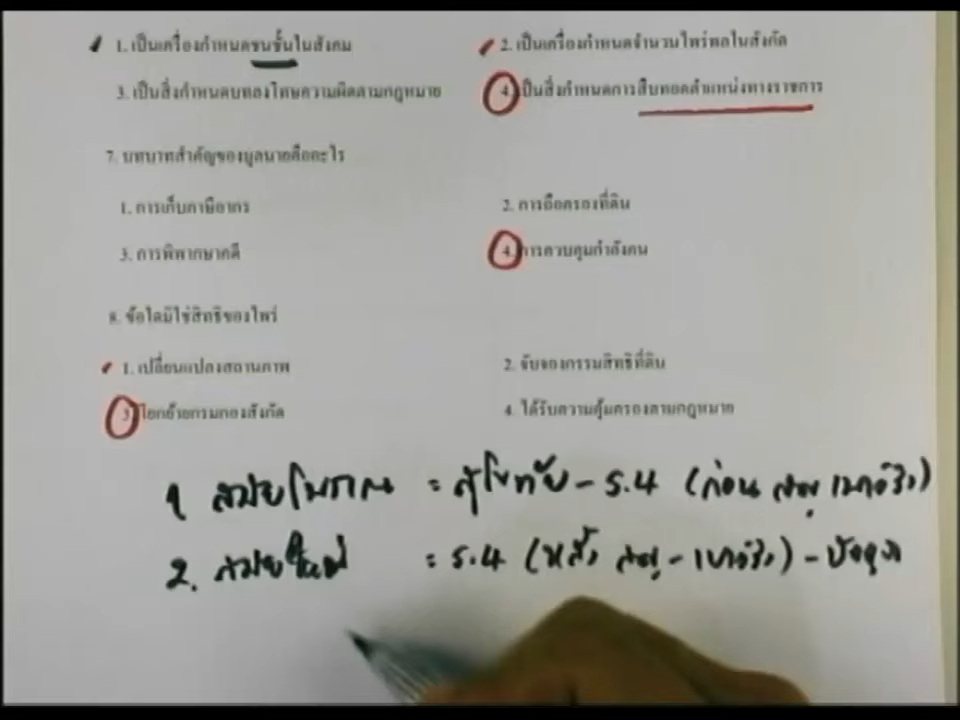 1. เป็นเครื่องกำหนดชนชั้นในสังคม 2. เป็นเครื่องกำหนดจำนวนไพร่พลในสังกัด
3. เป็นสิ่งกำหนดบทลงโทษความผิดตามกฎหมาย 4. เป็นสิ่งกำหนดการสืบทอดตำแหน่งทางราชการ
7. บทบาทสำคัญของมูลนายคืออะไร
1. การเก็บภาษีอากร 2. การถือครองที่ดิน
3. การพิพากษาคดี 4. การควบคุมกำลังคน
8. ข้อใดมิใช่สิทธิของไพร่
1. เปลี่ยนแปลงสถานภาพ 2. จับจองกรรมสิทธิที่ดิน
3. โยกย้ายกรมกองสังกัด 4. ได้รับความคุ้มครองตามกฎหมาย
1 สมัยโบราณ = สุโขทัย - ร.4 (ก่อน สญ เบาว์ริง)
2. สมัยใหม่ = ร.4 (หลัง สญ - เบาว์ริง) - ปัจจุบัน